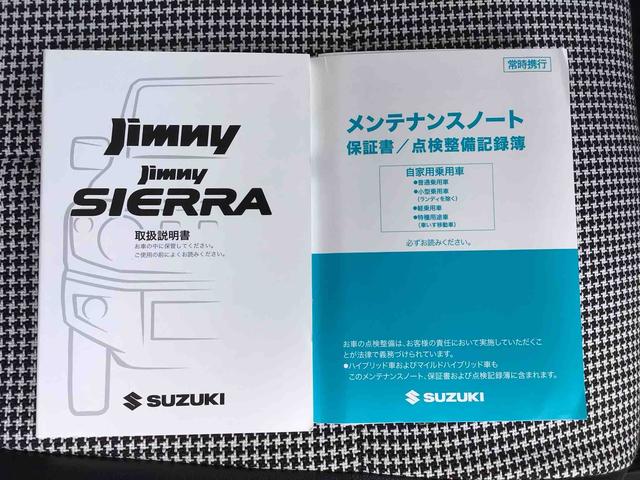 Jimny
Jimny
SIERRA
取扱説明書
お車の中に保管してください。
ご使用の前によくお読みください。
SUZUKI
常時携行
メンテナンスノート
保証書/点検整備記録簿
自家用乗用車
●普通乗用車
●小型乗用車
(ランディを除く)
●軽乗用車
●特種用途車
(車いす移動車)
必ずお読みください。
お車の点検整備は、お客様の責任において実施していただくこ
とが法律で義務づけられています。
●ハイブリッド車およびマイルドハイブリッド車も
このメンテナンスノート、保証書および点検記録簿に含まれます。
SUZUKI